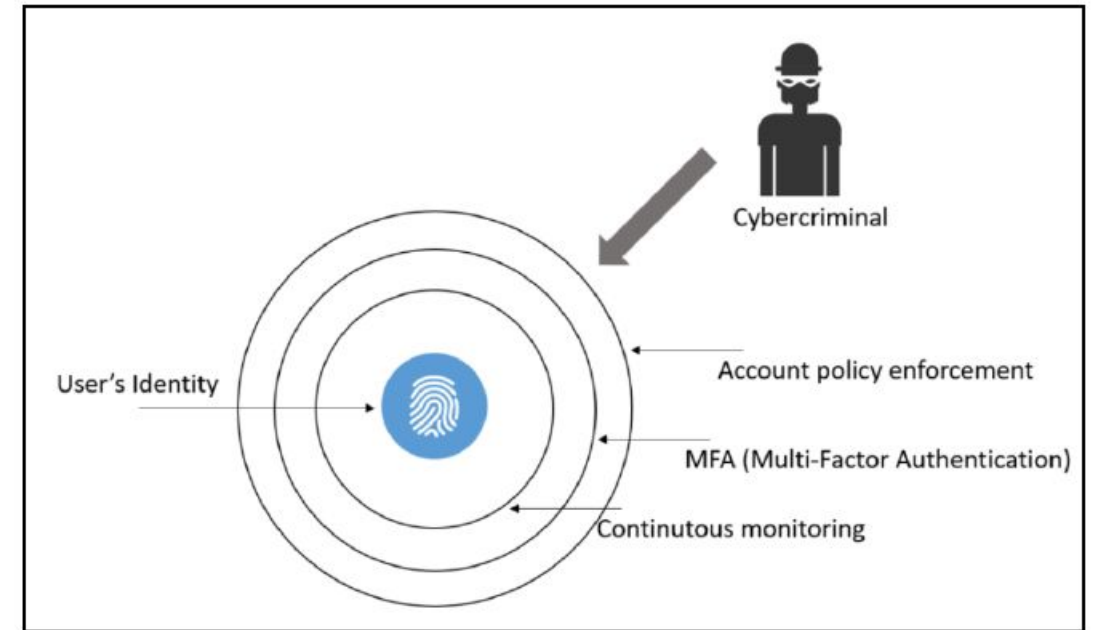 Cybercriminal
Account policy enforcement
User's Identity
MFA (Multi-Factor Authentication)
Continutous monitoring